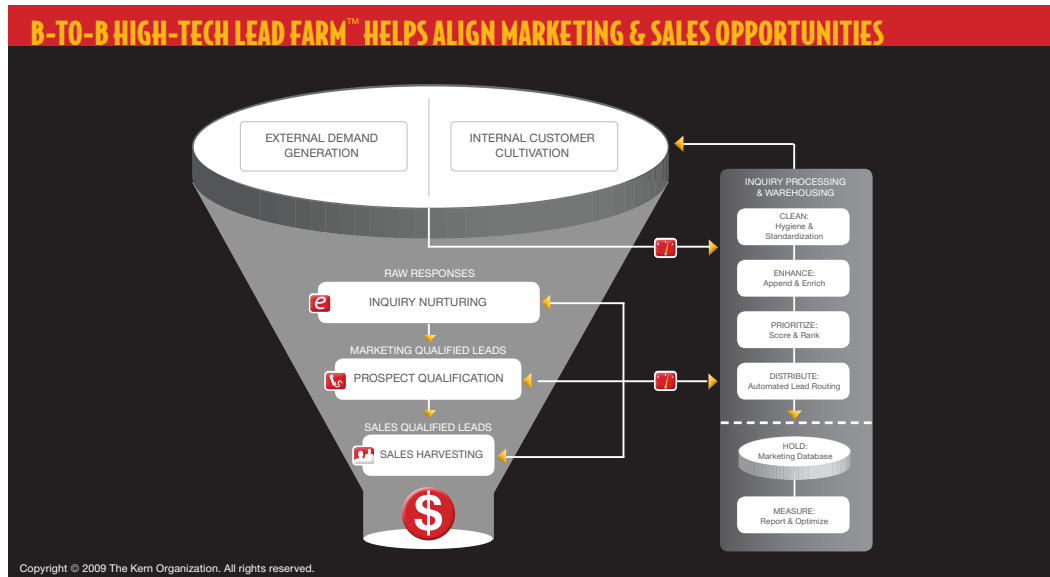 B-TO-B HIGH-TECH LEAD FARM™ HELPS ALIGN MARKETING & SALES OPPORTUNITIES
EXTERNAL DEMAND
GENERATION
INTERNAL CUSTOMER
CULTIVATION
RAW RESPONSES
e
INQUIRY NURTURING
MARKETING QUALIFIED LEADS
PROSPECT QUALIFICATION
SALES QUALIFIED LEADS
SALES HARVESTING
$
INQUIRY PROCESSING
& WAREHOUSING
CLEAN:
Hygiene &
Standardization
ENHANCE:
Append & Enrich
PRIORITIZE:
Score & Rank
DISTRIBUTE:
Automated Lead Routing
HOLD:
Marketing Database
MEASURE:
Report & Optimize
Copyright © 2009 The Kern Organization. All rights reserved.